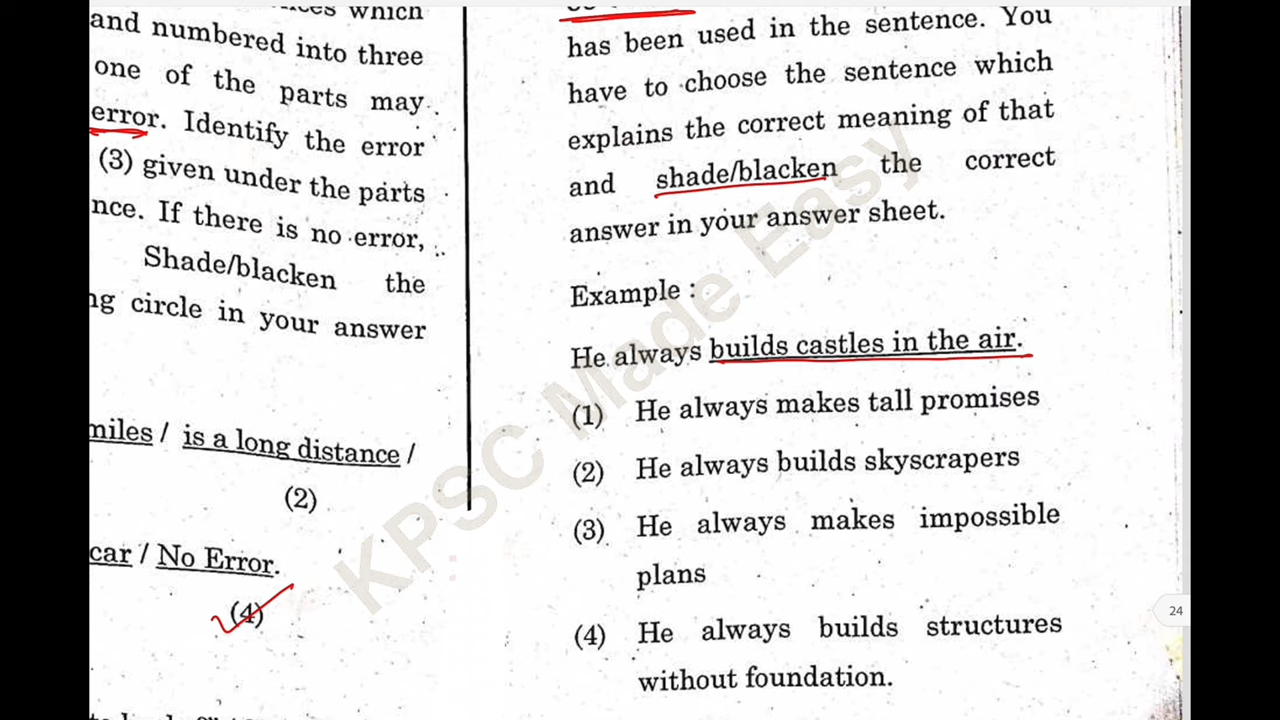 which
and numbered into three
one of the parts may
error. Identify the error
(3) given under the parts
nce. If there is no error,
Shade/blacken the
ng circle in your answer
miles / is a long distance /
(2)
car / No Error.
(4)
has been used in the sentence. You
have to choose the sentence which
explains the correct meaning of that
and shade/blacken the correct
answer in your answer sheet.
Example :
He always builds castles in the air.
(1) He always makes tall promises
(2) He always builds skyscrapers
(3) He always makes impossible
plans
(4) He always builds structures
without foundation.
KPSC Made Easy
24